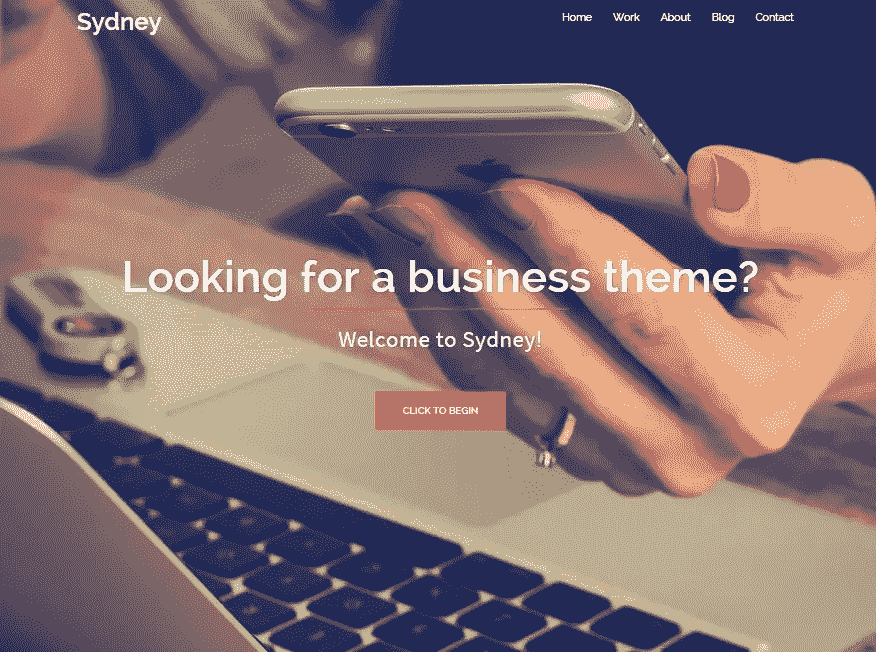 Sydney
Home Work About Blog Contact
Looking for a business theme?
Welcome to Sydney!
CLICK TO BEGIN